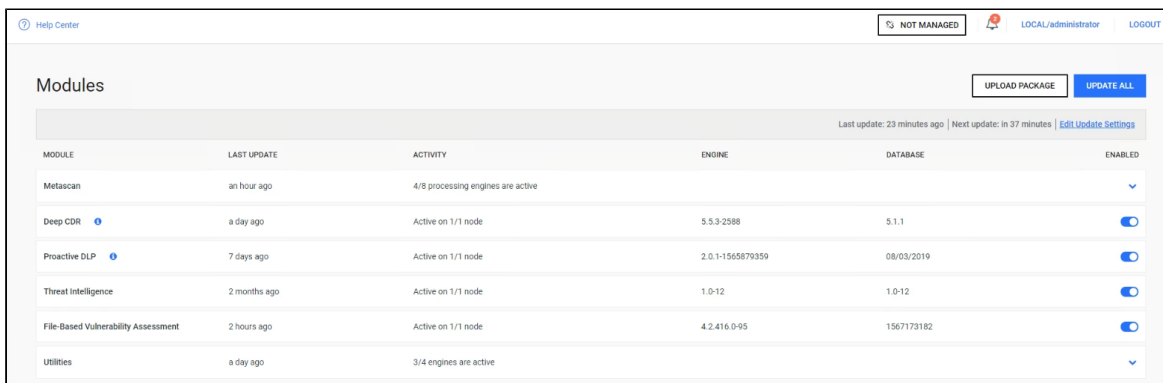 Help Center
NOT MANAGED 2 LOCAL/administrator LOGOUT
Modules
UPLOAD PACKAGE UPDATE ALL
Last update: 23 minutes ago | Next update: in 37 minutes | Edit Update Settings
MODULE LAST UPDATE ACTIVITY ENGINE DATABASE ENABLED
Metascan an hour ago 4/8 processing engines are active
Deep CDR a day ago Active on 1/1 node 5.5.3-2588 5.1.1
Proactive DLP 7 days ago Active on 1/1 node 2.0.1-1565879359 08/03/2019
Threat Intelligence 2 months ago Active on 1/1 node 1.0-12 1.0-12
File-Based Vulnerability Assessment 2 hours ago Active on 1/1 node 4.2.416.0-95 1567173182
Utilities a day ago 3/4 engines are active